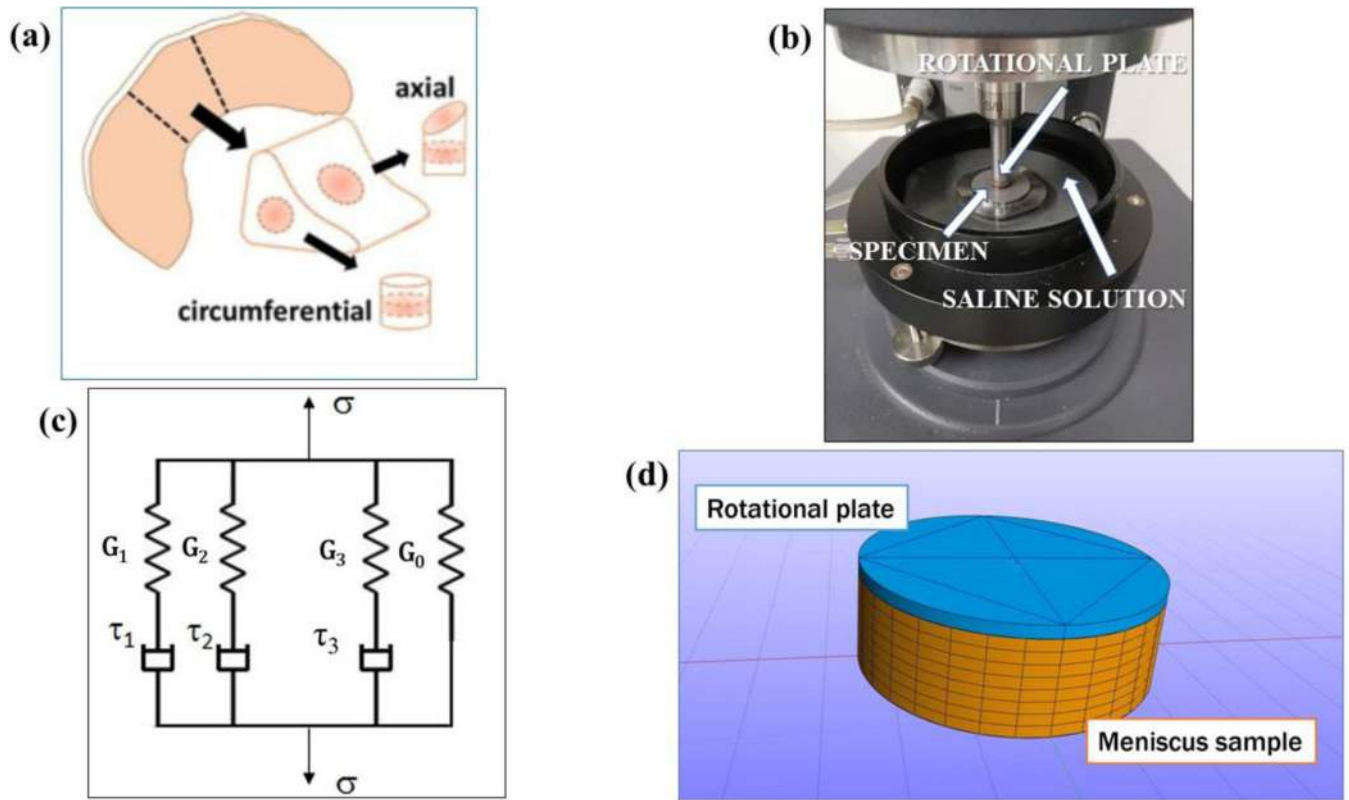 (a)
axial
circumferential
(b)
ROTATIONAL PLATE
SPECIMEN
SALINE SOLUTION
(c)
σ
G₁
G₂
G₃
G₀
τ₁
τ₂
τ₃
σ
(d)
Rotational plate
Meniscus sample